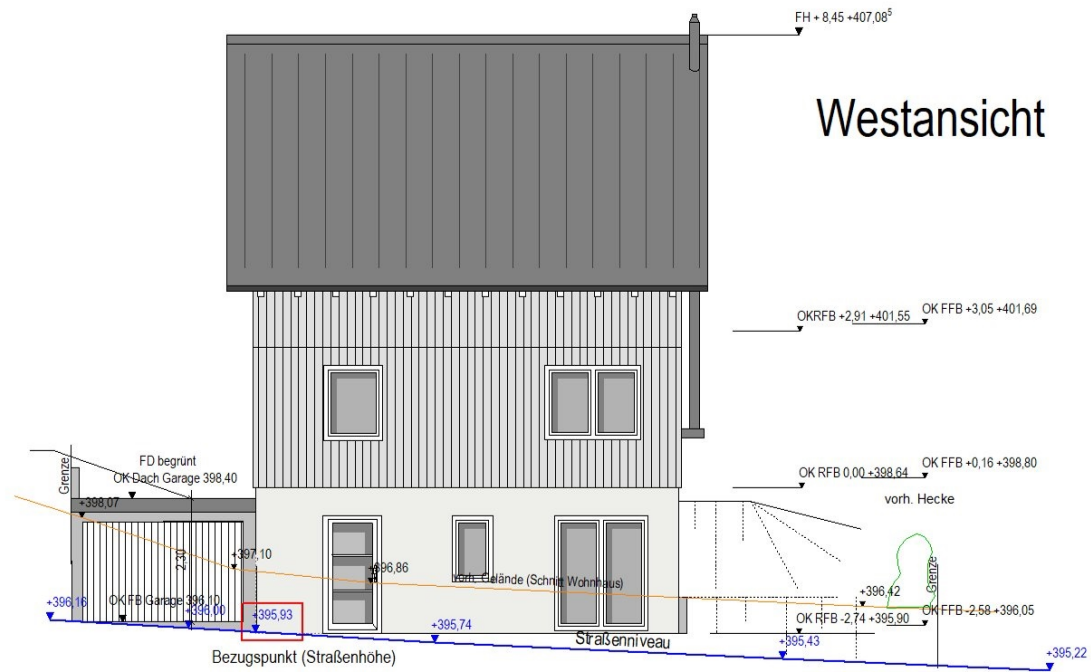 FH + 8,45 +407,08⁵
Westansicht
OKRFB +2,91 +401,55
OK FFB +3,05 +401,69
Grenze
FD begrünt
OK Dach Garage 398,40
OK RFB 0,00 +398,64
OK FFB +0,16 +398,80
vorh. Hecke
+398,07
2,30
+397,10
+396,86
vorh. Gelände (Schnitt Wohnhaus)
Grenze
+396,42
+396,16
OK FB Garage 396,10
+396,00
+395,93
+395,74
Straßenniveau
OK RFB -2,74 +395,90
OK FFB -2,58 +396,05
+395,43
+395,22
Bezugspunkt (Straßenhöhe)